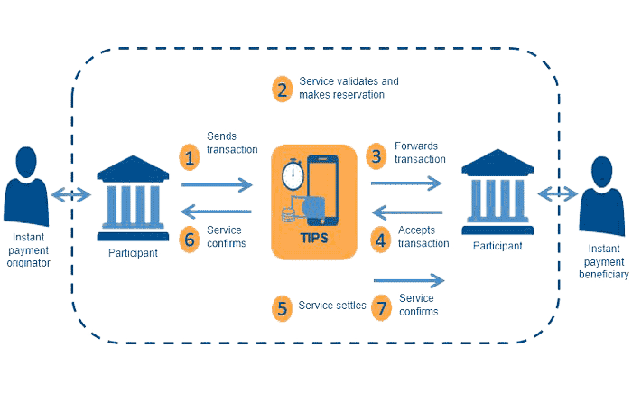 2
Service validates and
makes reservation
1
Sends
transaction
3
Forwards
transaction
TIPS
6
Service
confirms
4
Accepts
transaction
Instant
payment
originator
Participant
Participant
Instant
payment
beneficiary
5
Service settles
7
Service
confirms